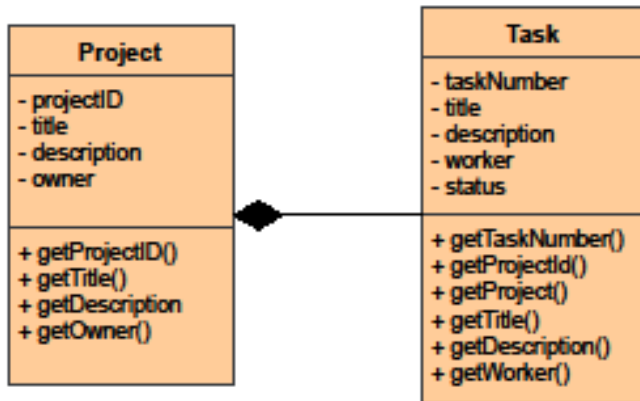 Project
- projectID
- title
- description
- owner
+ getProjectID()
+ getTitle()
+ getDescription
+ getOwner()
Task
- taskNumber
- title
- description
- worker
- status
+ getTaskNumber()
+ getProjectId()
+ getProject()
+ getTitle()
+ getDescription()
+ getWorker()